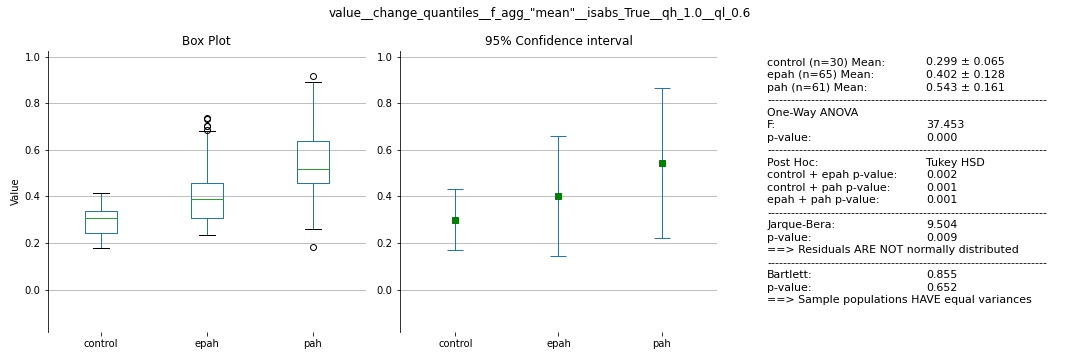 value__change_quantiles__f_agg_"mean"__isabs_True__qh_1.0__ql_0.6
Box Plot
1.0
0.8
0.6
0.4
0.2
0.0
Value
control epah pah
95% Confidence interval
1.0
0.8
0.6
0.4
0.2
0.0
control epah pah
control (n=30) Mean: 0.299 ± 0.065
epah (n=65) Mean: 0.402 ± 0.128
pah (n=61) Mean: 0.543 ± 0.161
One-Way ANOVA
F: 37.453
p-value: 0.000
Post Hoc: Tukey HSD
control + epah p-value: 0.002
control + pah p-value: 0.001
epah + pah p-value: 0.001
Jarque-Bera: 9.504
p-value: 0.009
==> Residuals ARE NOT normally distributed
Bartlett: 0.855
p-value: 0.652
==> Sample populations HAVE equal variances